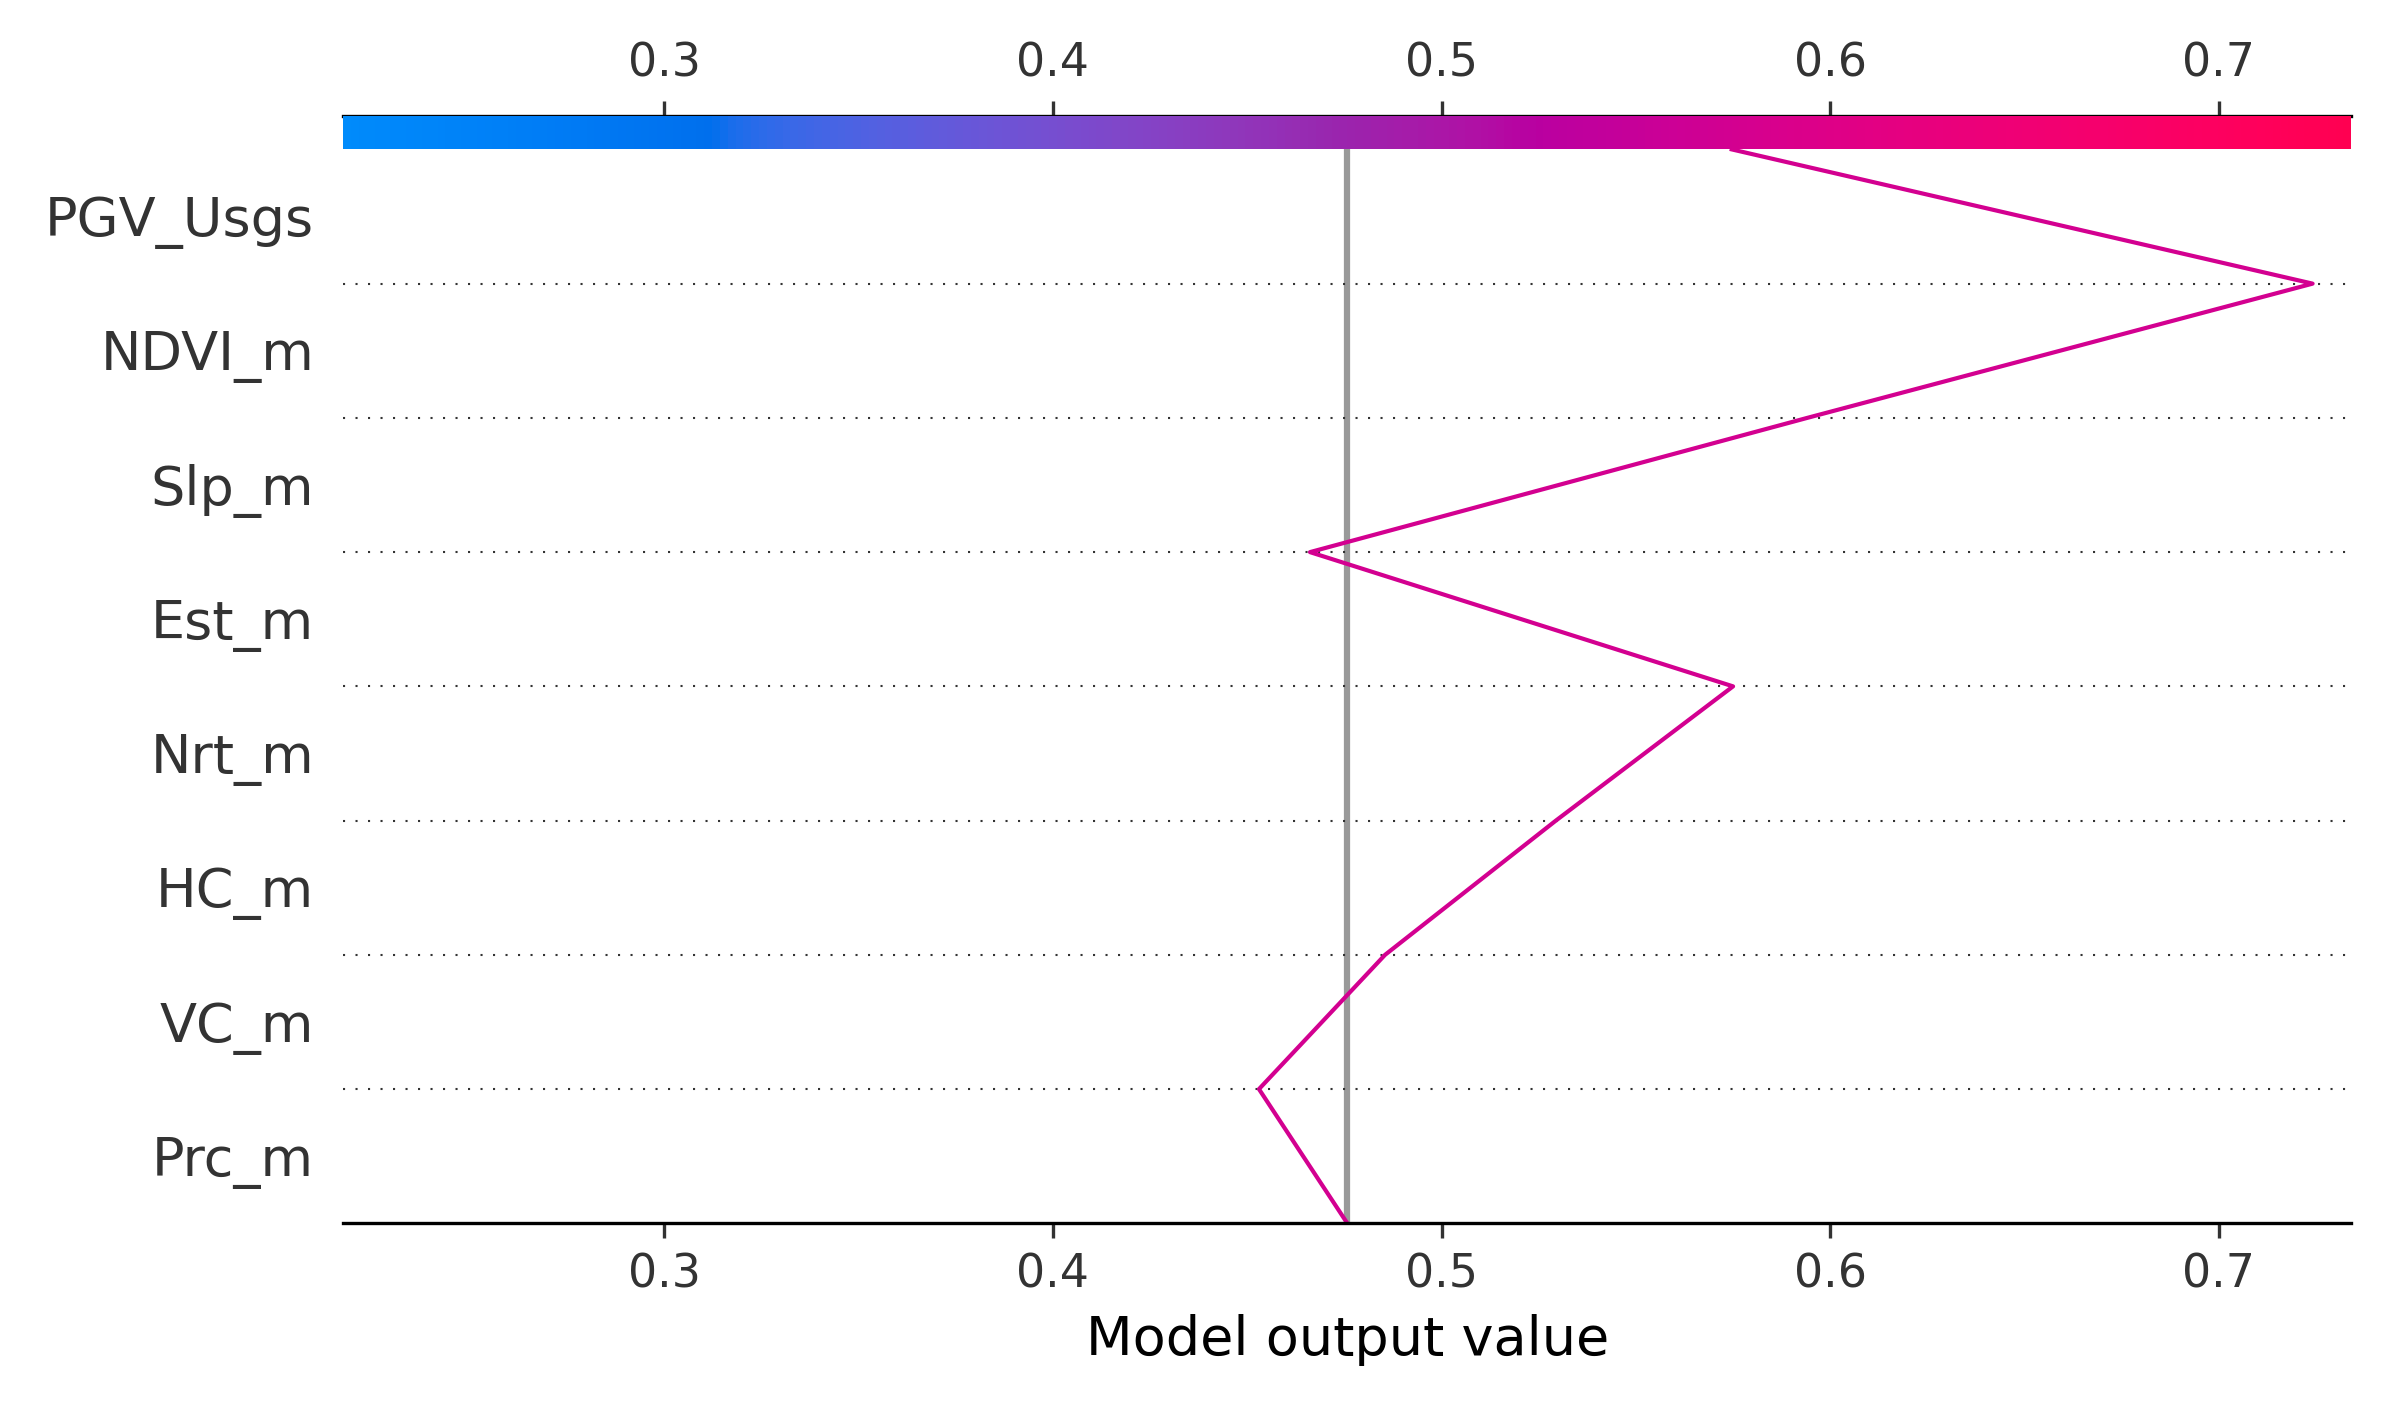 0.3 0.4 0.5 0.6 0.7
PGV_Usgs
NDVI_m
Slp_m
Est_m
Nrt_m
HC_m
VC_m
Prc_m
0.3 0.4 0.5 0.6 0.7
Model output value